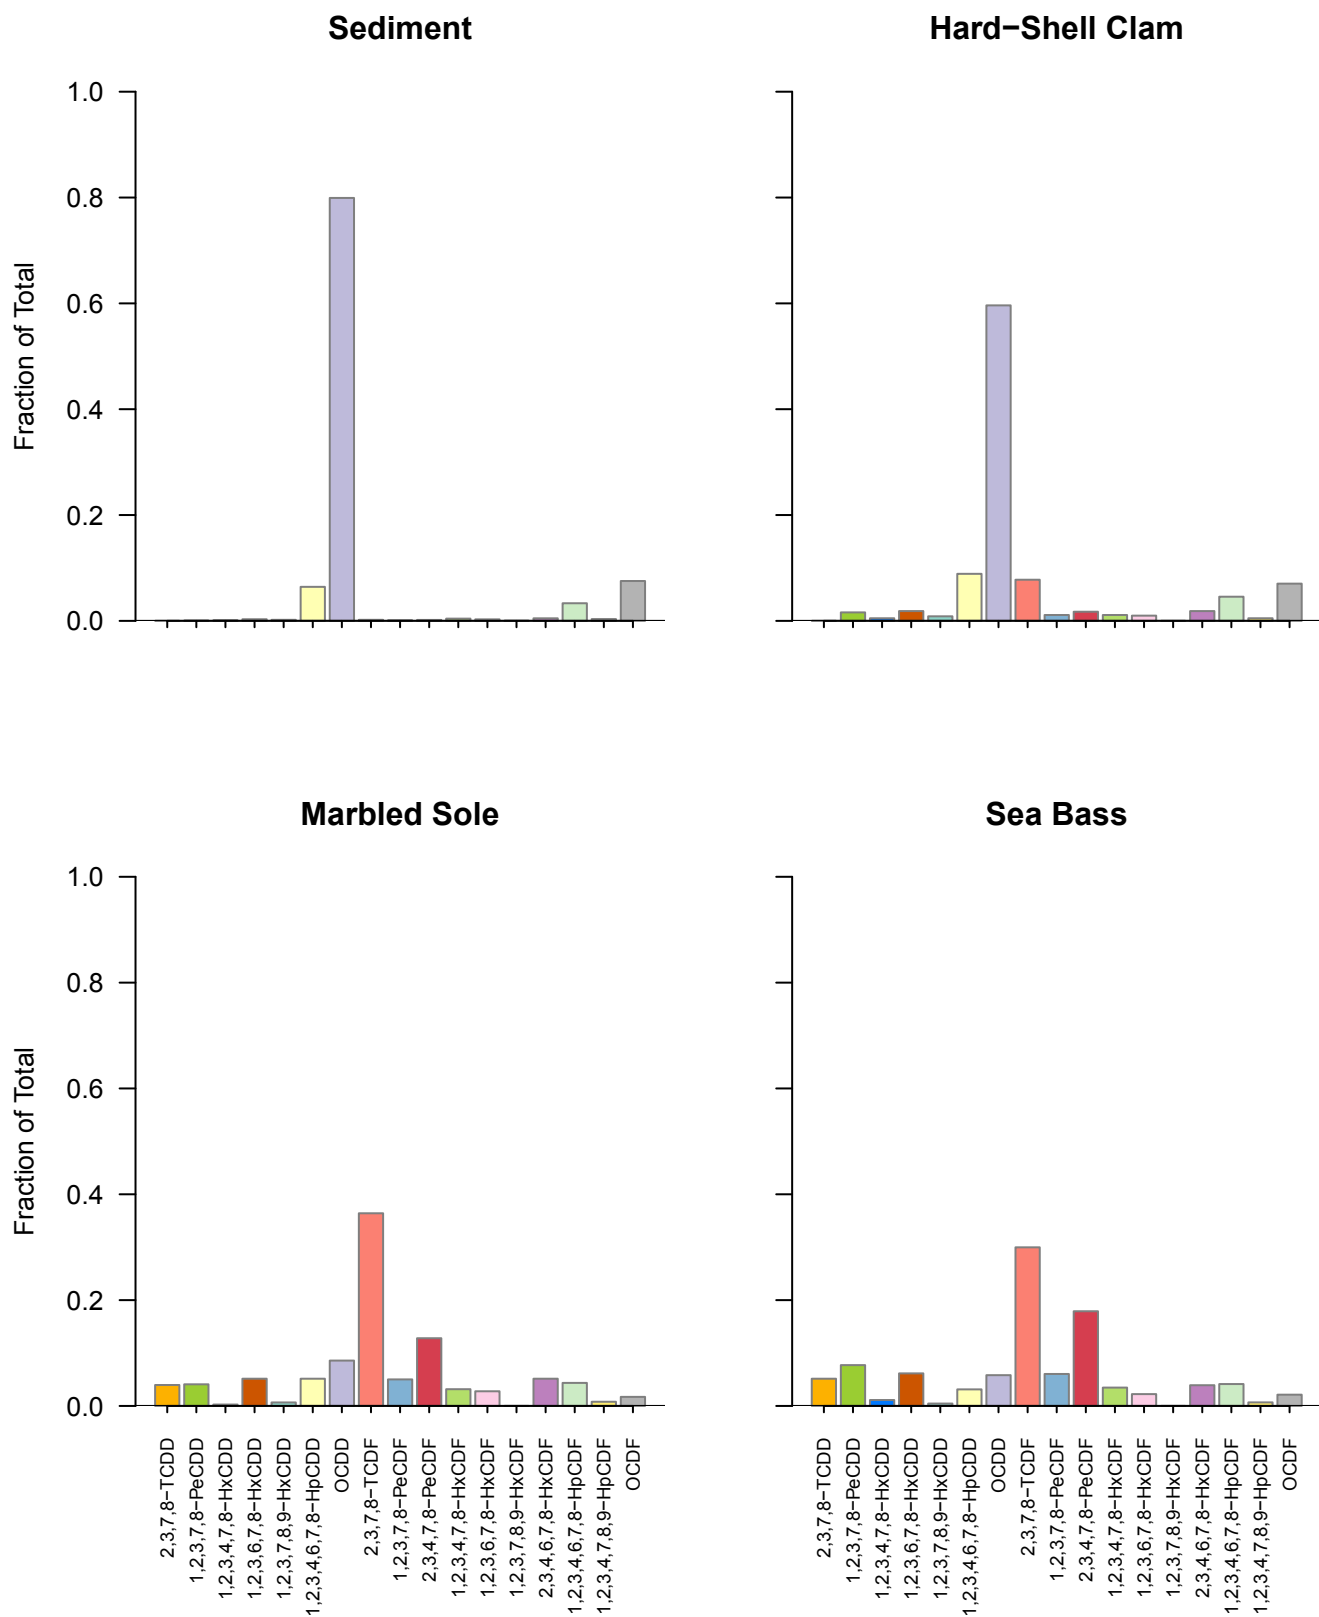 Sediment
Hard−Shell Clam
Fraction of Total
1.0
0.8
0.6
0.4
0.2
0.0
Marbled Sole
Sea Bass
Fraction of Total
1.0
0.8
0.6
0.4
0.2
0.0
2,3,7,8−TCDD
1,2,3,7,8−PeCDD
1,2,3,4,7,8−HxCDD
1,2,3,6,7,8−HxCDD
1,2,3,7,8,9−HxCDD
1,2,3,4,6,7,8−HpCDD
OCDD
2,3,7,8−TCDF
1,2,3,7,8−PeCDF
2,3,4,7,8−PeCDF
1,2,3,4,7,8−HxCDF
1,2,3,6,7,8−HxCDF
1,2,3,7,8,9−HxCDF
2,3,4,6,7,8−HxCDF
1,2,3,4,6,7,8−HpCDF
1,2,3,4,7,8,9−HpCDF
OCDF
2,3,7,8−TCDD
1,2,3,7,8−PeCDD
1,2,3,4,7,8−HxCDD
1,2,3,6,7,8−HxCDD
1,2,3,7,8,9−HxCDD
1,2,3,4,6,7,8−HpCDD
OCDD
2,3,7,8−TCDF
1,2,3,7,8−PeCDF
2,3,4,7,8−PeCDF
1,2,3,4,7,8−HxCDF
1,2,3,6,7,8−HxCDF
1,2,3,7,8,9−HxCDF
2,3,4,6,7,8−HxCDF
1,2,3,4,6,7,8−HpCDF
1,2,3,4,7,8,9−HpCDF
OCDF